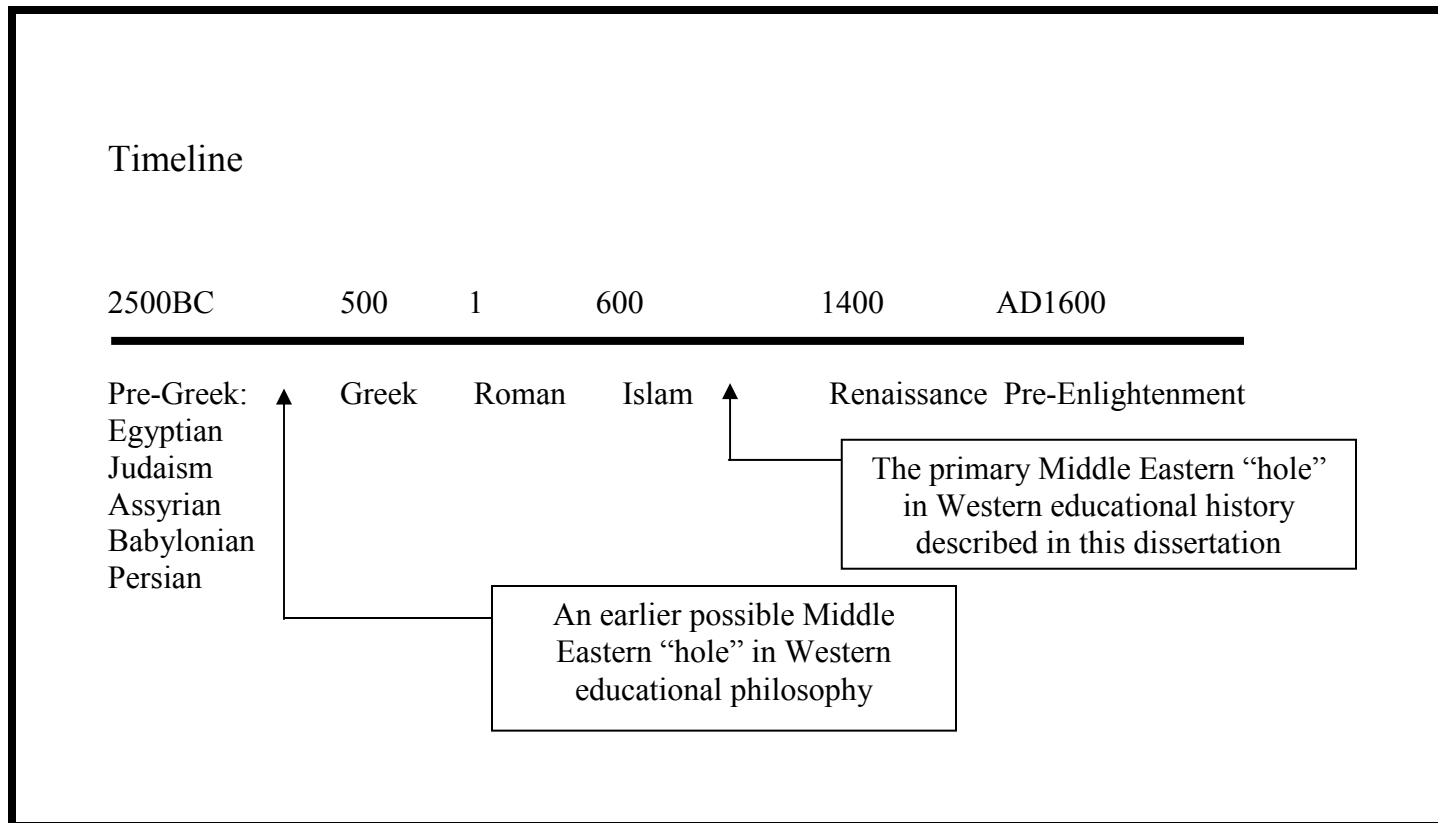 Timeline
2500BC 500 1 600 1400 AD1600
Pre-Greek: Greek Roman Islam Renaissance Pre-Enlightenment
Egyptian
Judaism
Assyrian
Babylonian
Persian
The primary Middle Eastern “hole”
in Western educational history
described in this dissertation
An earlier possible Middle
Eastern “hole” in Western
educational philosophy